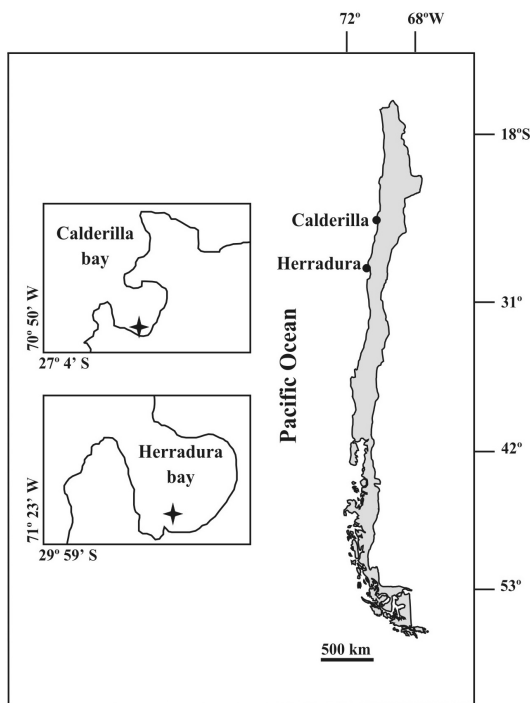 72º 68ºW
18ºS
Calderilla
Herradura
31º
Calderilla
bay
70º 50’ W
27º 4’ S
Pacific Ocean
42º
Herradura
bay
71º 23’ W
29º 59’ S
53º
500 km